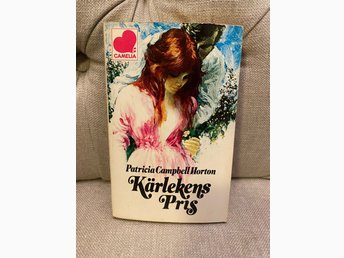 CAMELIA
Patricia Campbell Horton
Kärlekens
Pris